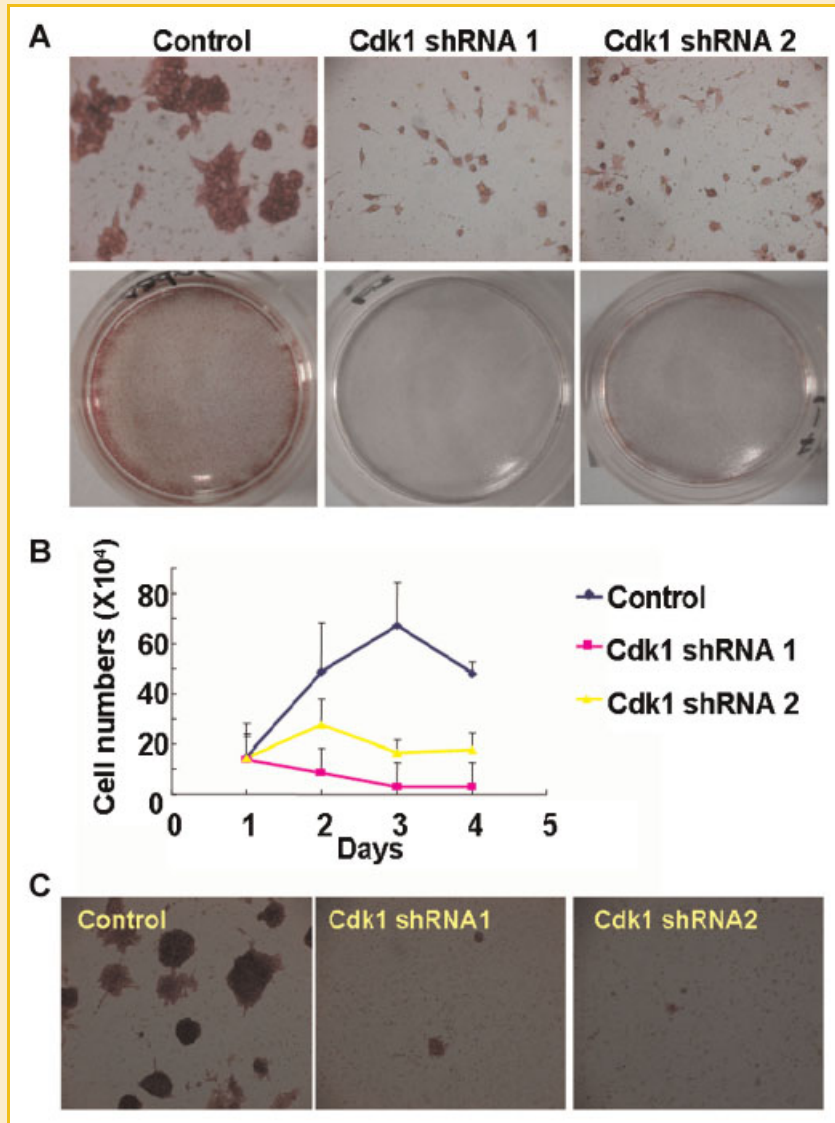 A
Control Cdk1 shRNA 1 Cdk1 shRNA 2
B
Cell numbers (X10⁴)
80
60
40
20
0
0 1 2 3 4 5
Days
Control
Cdk1 shRNA 1
Cdk1 shRNA 2
C
Control Cdk1 shRNA1 Cdk1 shRNA2